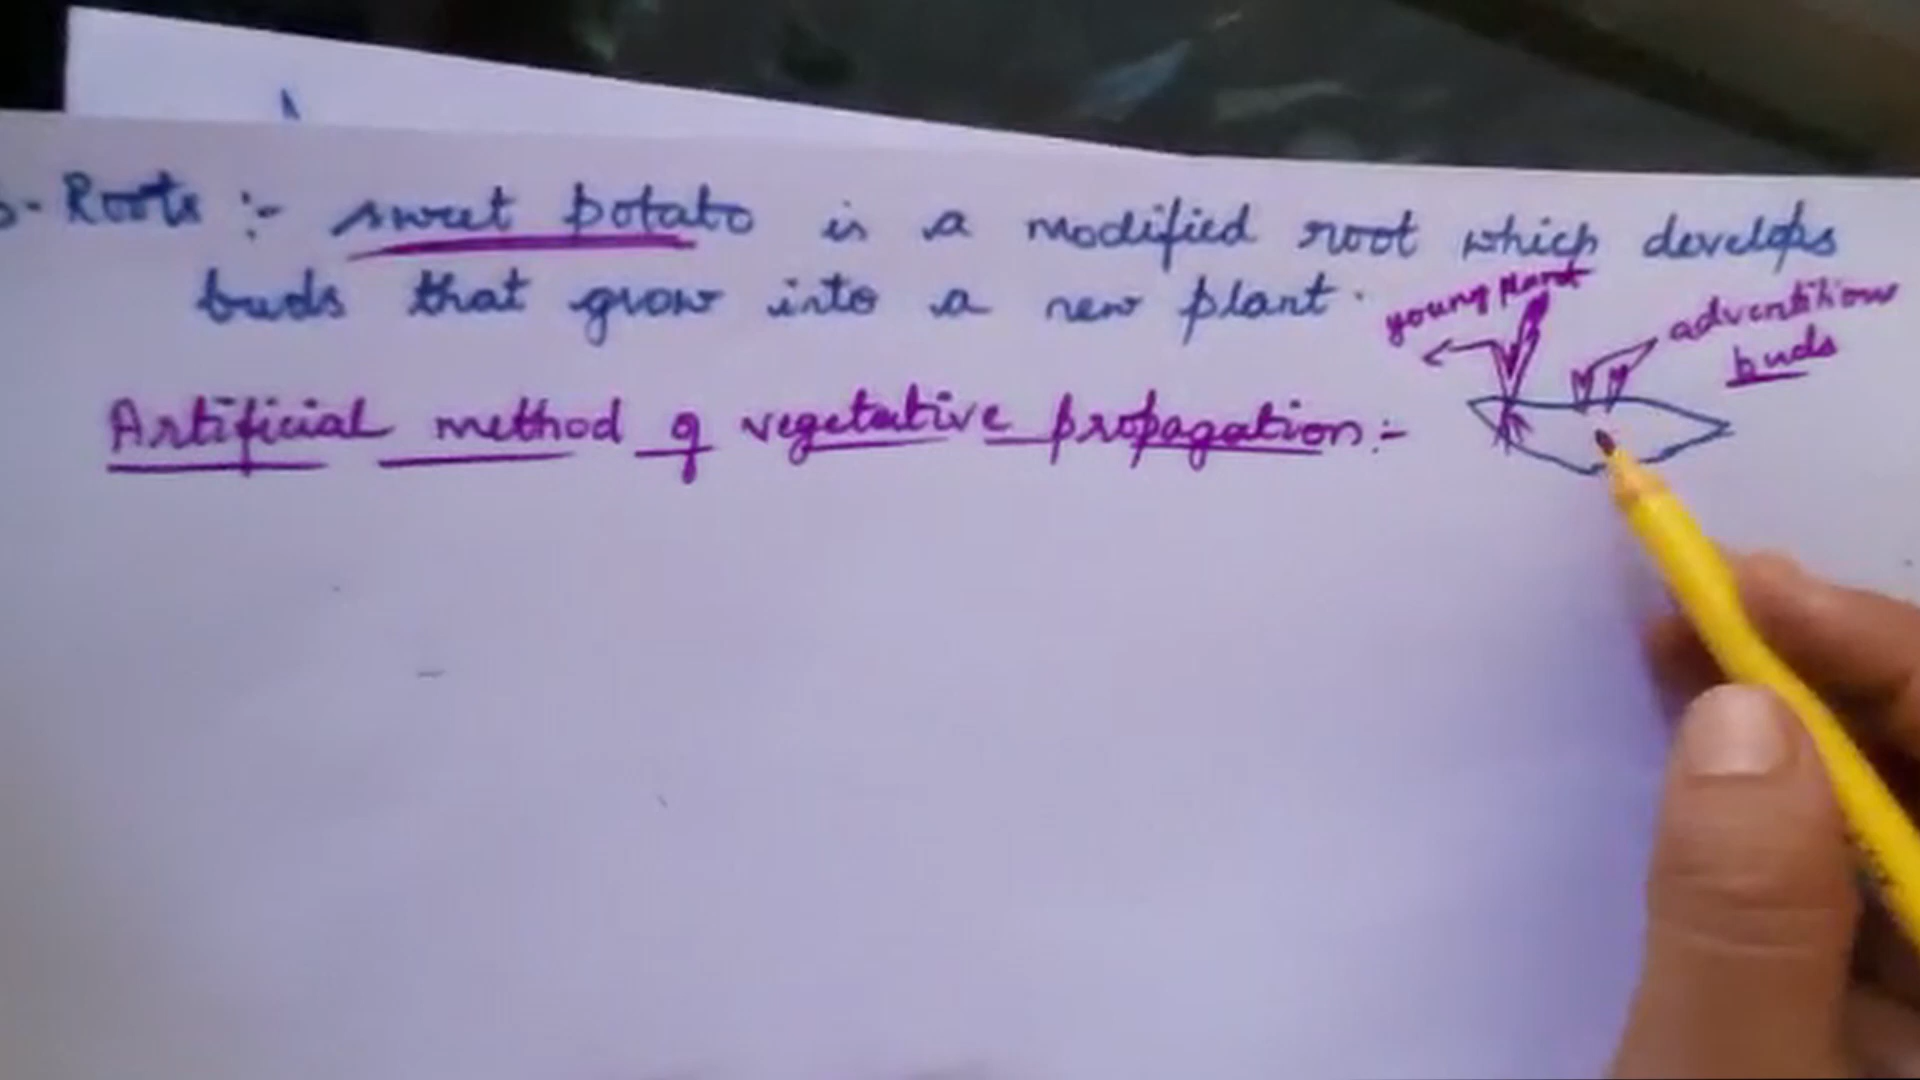 Roots :- sweet potato is a modified root which develops
buds that grow into a new plant.
young plant
adventitious
buds
Artificial method of vegetative propagation :-